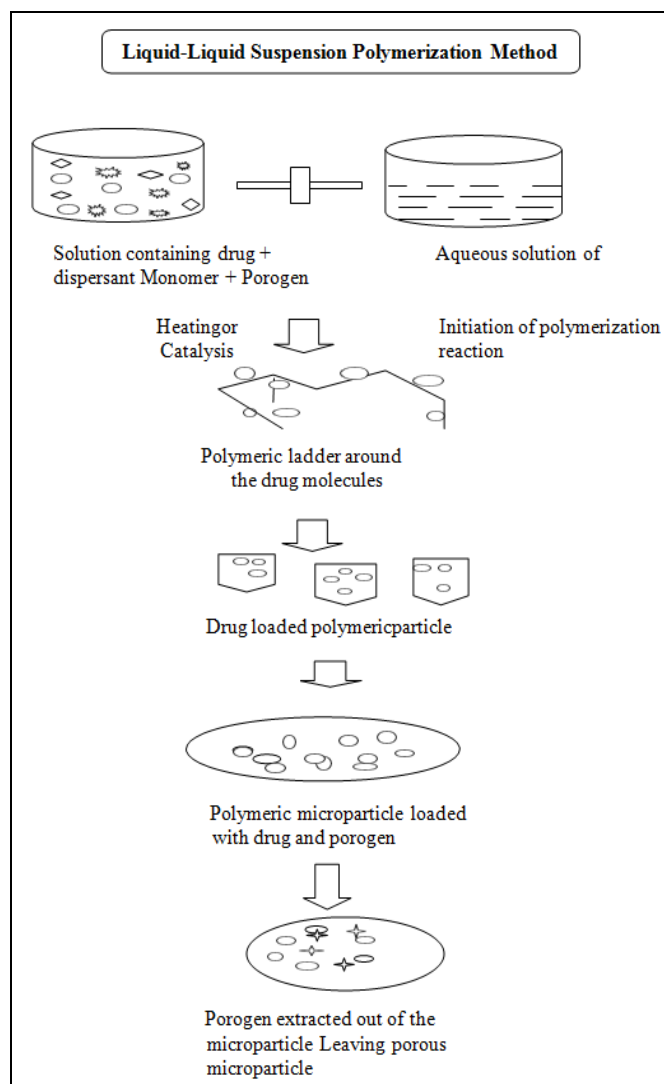 Liquid-Liquid Suspension Polymerization Method
Solution containing drug +
dispersant Monomer + Porogen
Aqueous solution of
Heatingor
Catalysis
Initiation of polymerization
reaction
Polymeric ladder around
the drug molecules
Drug loaded polymericparticle
Polymeric microparticle loaded
with drug and porogen
Porogen extracted out of the
microparticle Leaving porous
microparticle